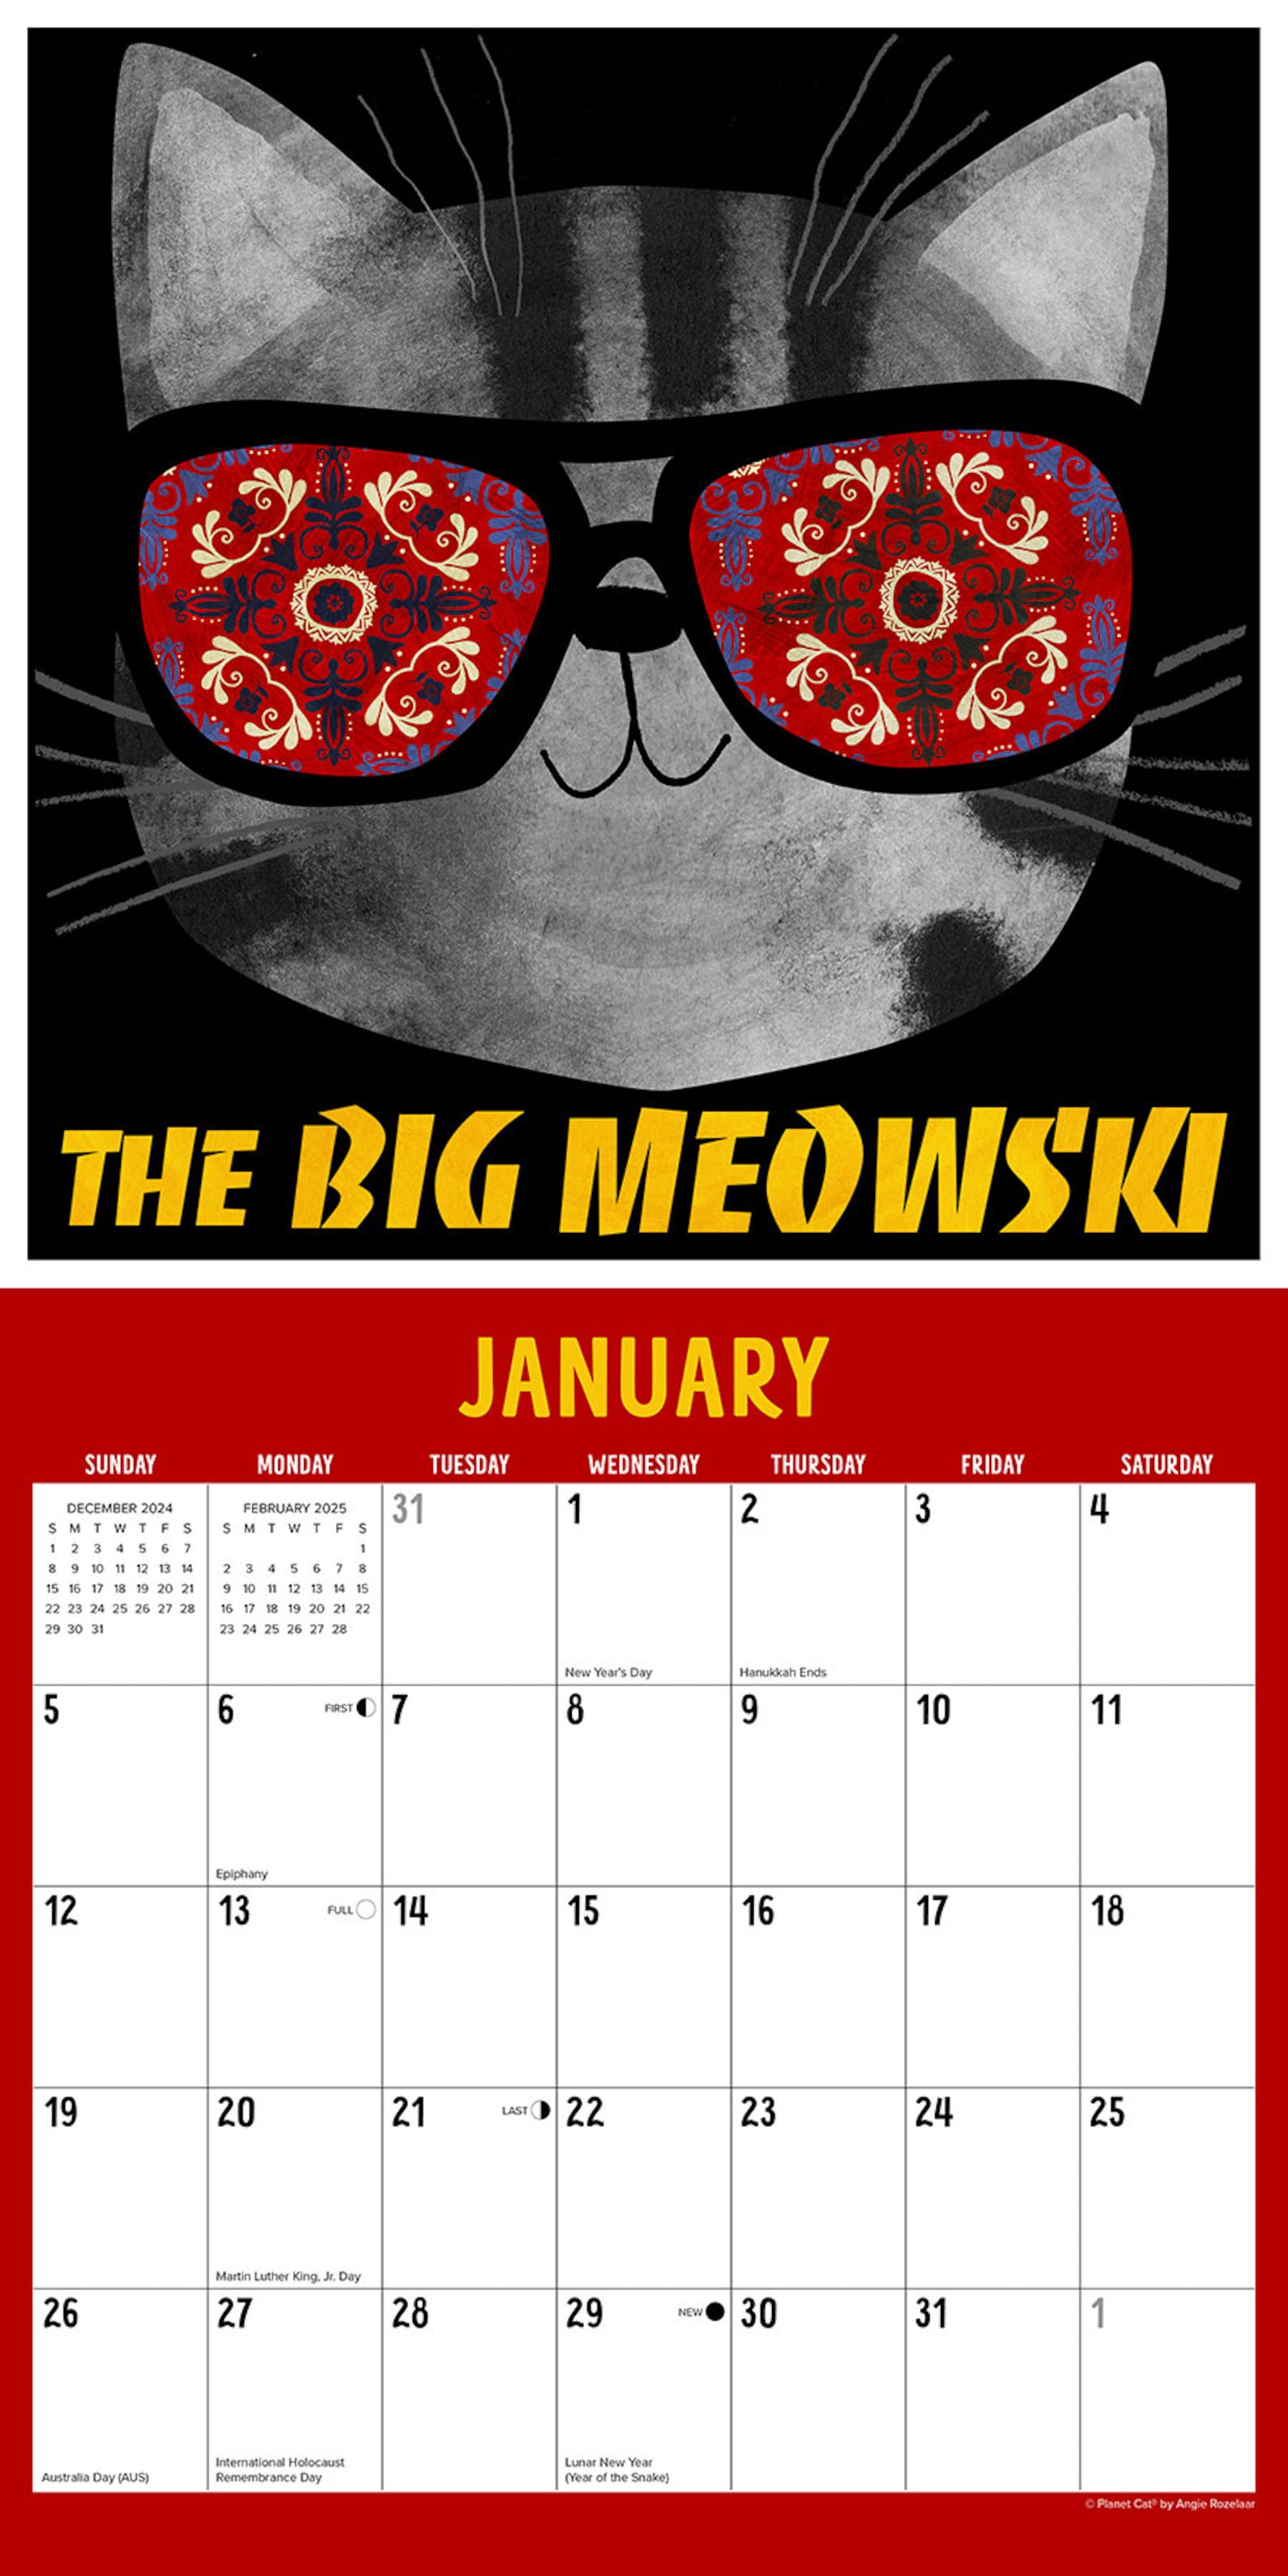 THE BIG MEOWSKI
JANUARY
SUNDAY MONDAY TUESDAY WEDNESDAY THURSDAY FRIDAY SATURDAY
DECEMBER 2024
S M T W T F S
1 2 3 4 5 6 7
8 9 10 11 12 13 14
15 16 17 18 19 20 21
22 23 24 25 26 27 28
29 30 31
FEBRUARY 2025
S M T W T F S
1
2 3 4 5 6 7 8
9 10 11 12 13 14 15
16 17 18 19 20 21 22
23 24 25 26 27 28
31 1 2 3 4
New Year's Day Hanukkah Ends
5 6 FIRST 7 8 9 10 11
Epiphany
12 13 FULL 14 15 16 17 18
19 20 21 LAST 22 23 24 25
Martin Luther King, Jr. Day
26 27 28 29 NEW 30 31 1
Australia Day (AUS)
International Holocaust
Remembrance Day
Lunar New Year
(Year of the Snake)
© Planet Cat® by Angie Rozelaar